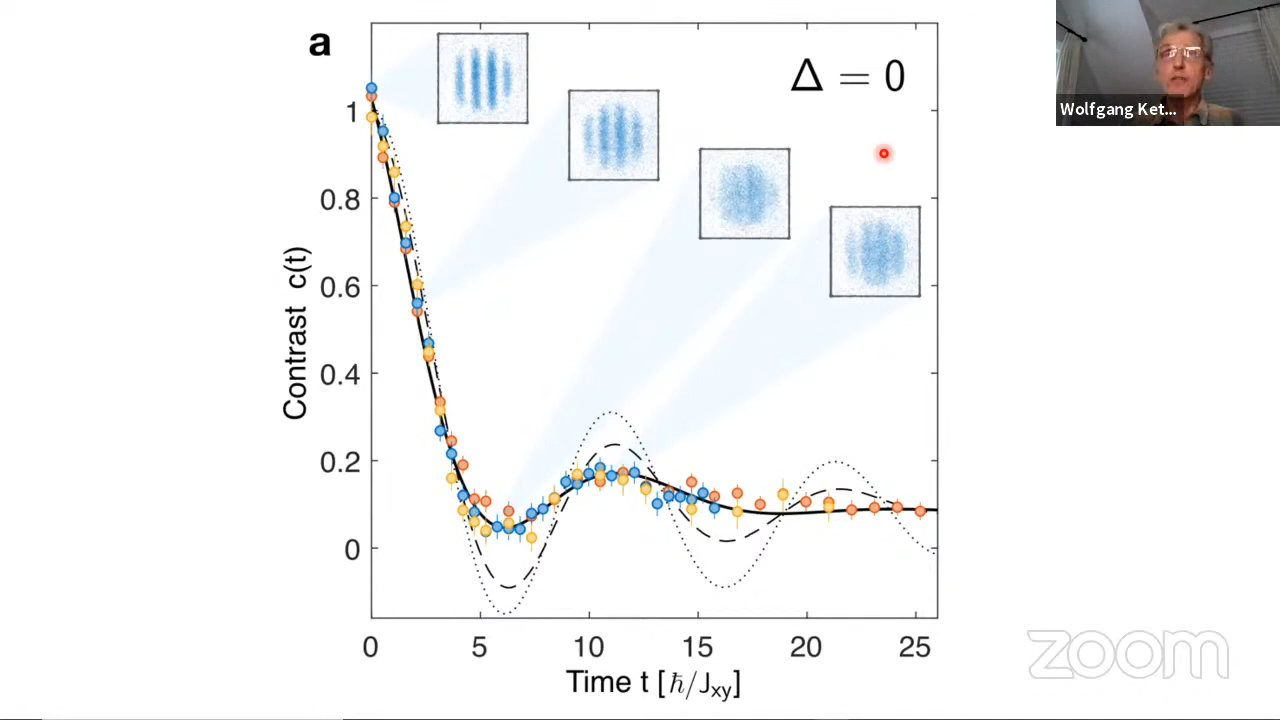 a
Δ = 0
Wolfgang Ket...
1
0.8
0.6
0.4
0.2
0
Contrast c(t)
0
5
10
15
20
25
Time t [ℏ/Jxy]
zoom